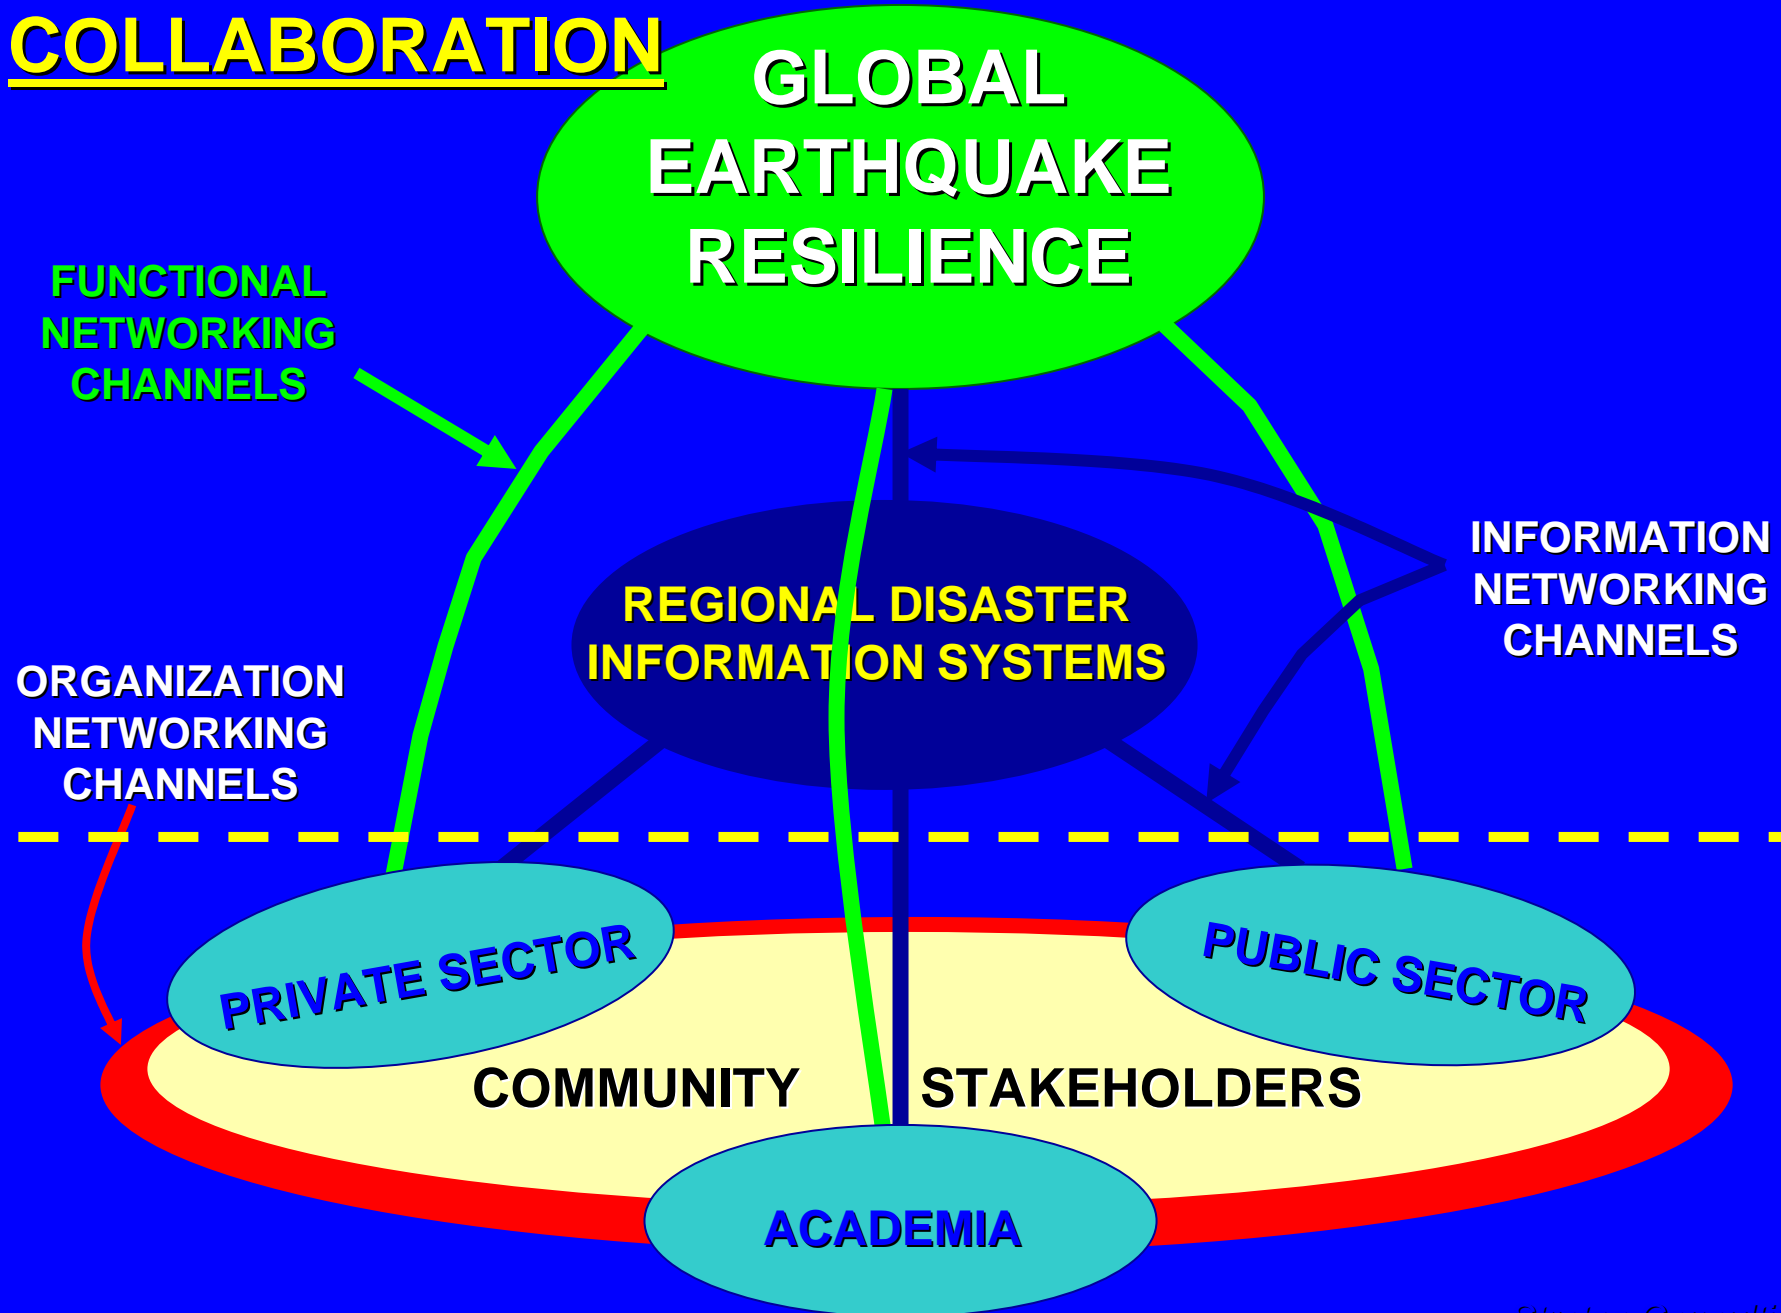 COLLABORATION
GLOBAL
EARTHQUAKE
RESILIENCE
FUNCTIONAL
NETWORKING
CHANNELS
INFORMATION
NETWORKING
CHANNELS
REGIONAL DISASTER
INFORMATION SYSTEMS
ORGANIZATION
NETWORKING
CHANNELS
PRIVATE SECTOR
PUBLIC SECTOR
COMMUNITY STAKEHOLDERS
ACADEMIA